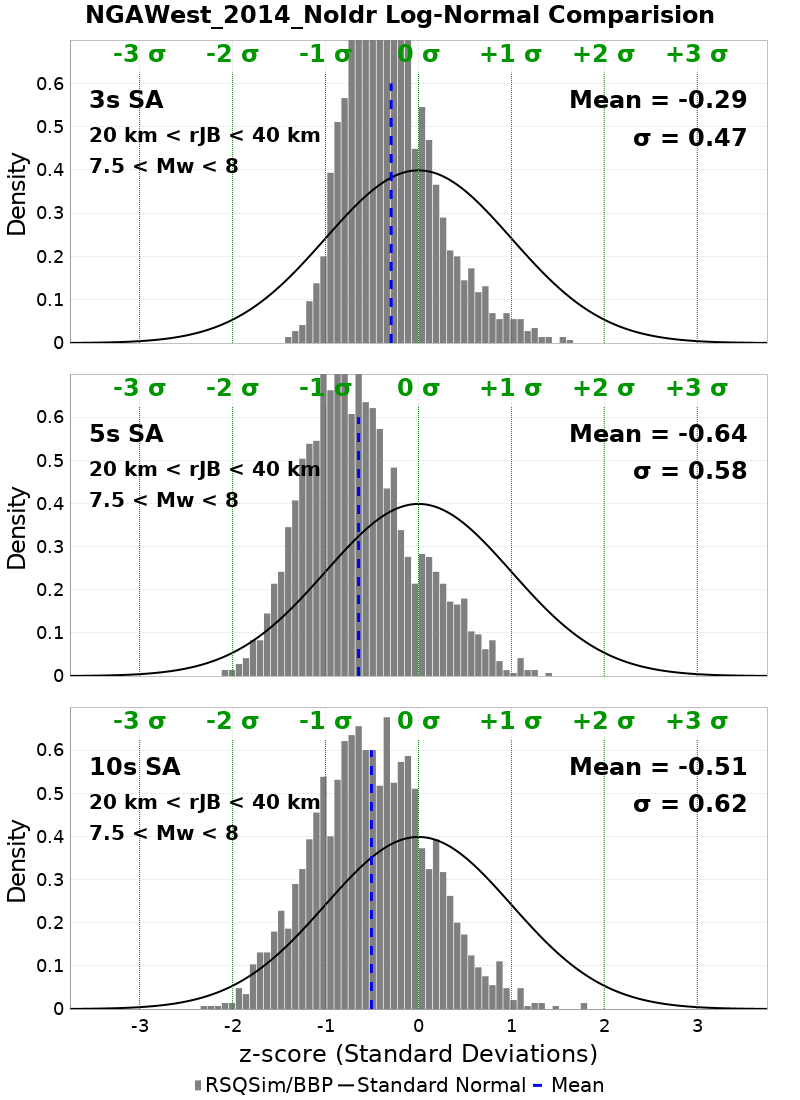 NGAWest_2014_NoIdr Log-Normal Comparision
-3 σ -2 σ -1 σ 0 σ +1 σ +2 σ +3 σ
3s SA
Mean = -0.29
20 km < rJB < 40 km
σ = 0.47
7.5 < Mw < 8
0.6
0.5
0.4
0.3
0.2
0.1
0
Density
-3 σ -2 σ -1 σ 0 σ +1 σ +2 σ +3 σ
5s SA
Mean = -0.64
20 km < rJB < 40 km
σ = 0.58
7.5 < Mw < 8
0.6
0.5
0.4
0.3
0.2
0.1
0
Density
-3 σ -2 σ -1 σ 0 σ +1 σ +2 σ +3 σ
10s SA
Mean = -0.51
20 km < rJB < 40 km
σ = 0.62
7.5 < Mw < 8
0.6
0.5
0.4
0.3
0.2
0.1
0
Density
-3 -2 -1 0 1 2 3
z-score (Standard Deviations)
RSQSim/BBP Standard Normal Mean